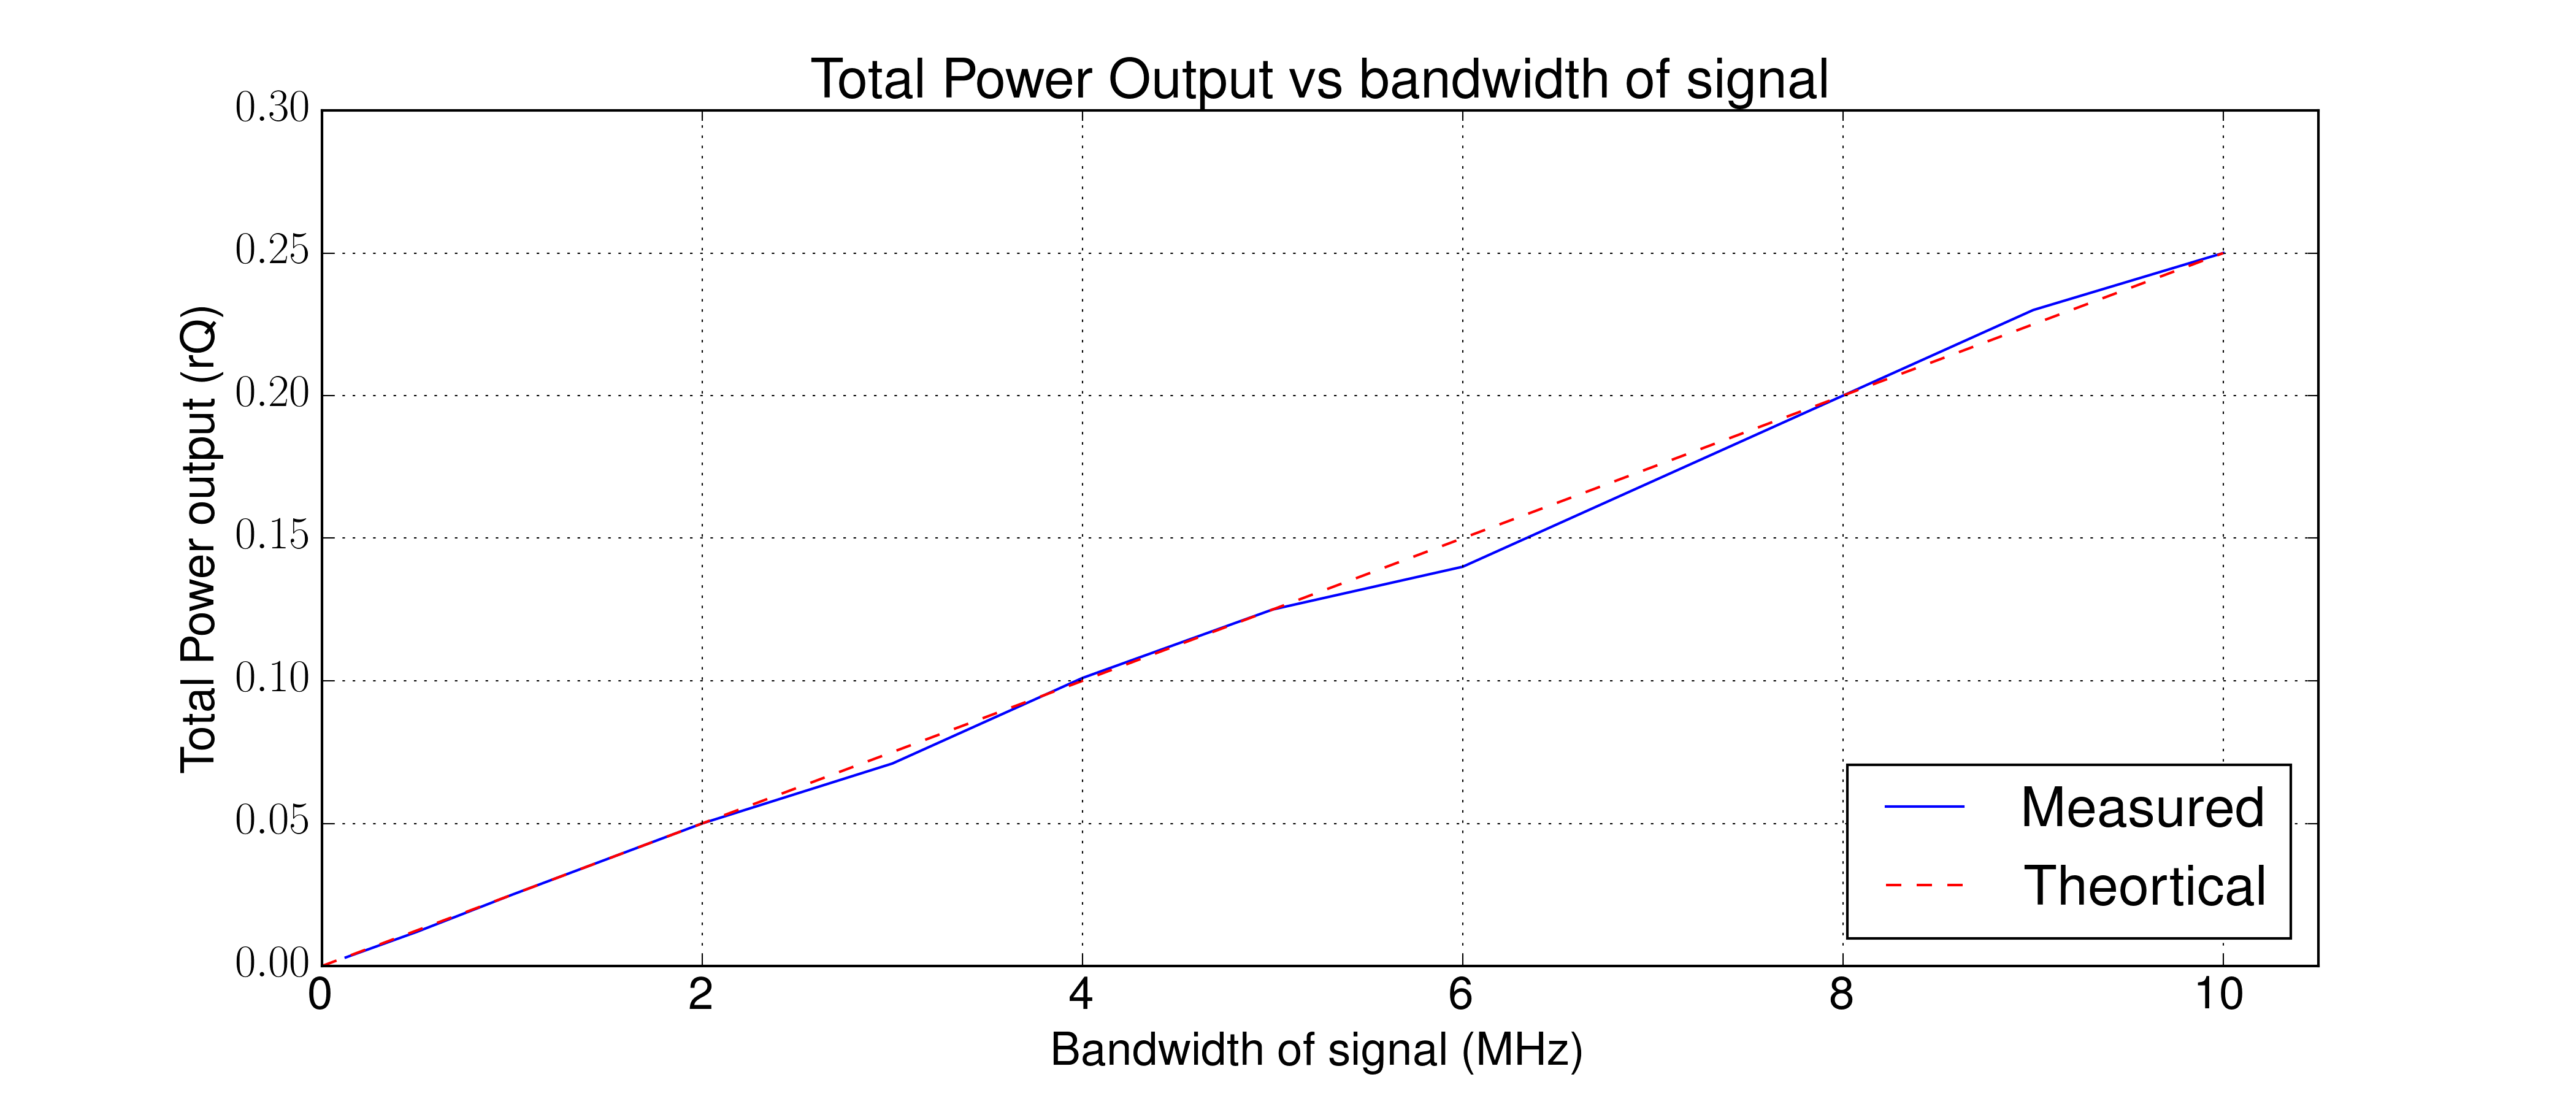 Total Power Output vs bandwidth of signal
0.30
0.25
0.20
0.15
0.10
0.05
0.00
Total Power output (rQ)
0 2 4 6 8 10
Bandwidth of signal (MHz)
Measured
Theortical